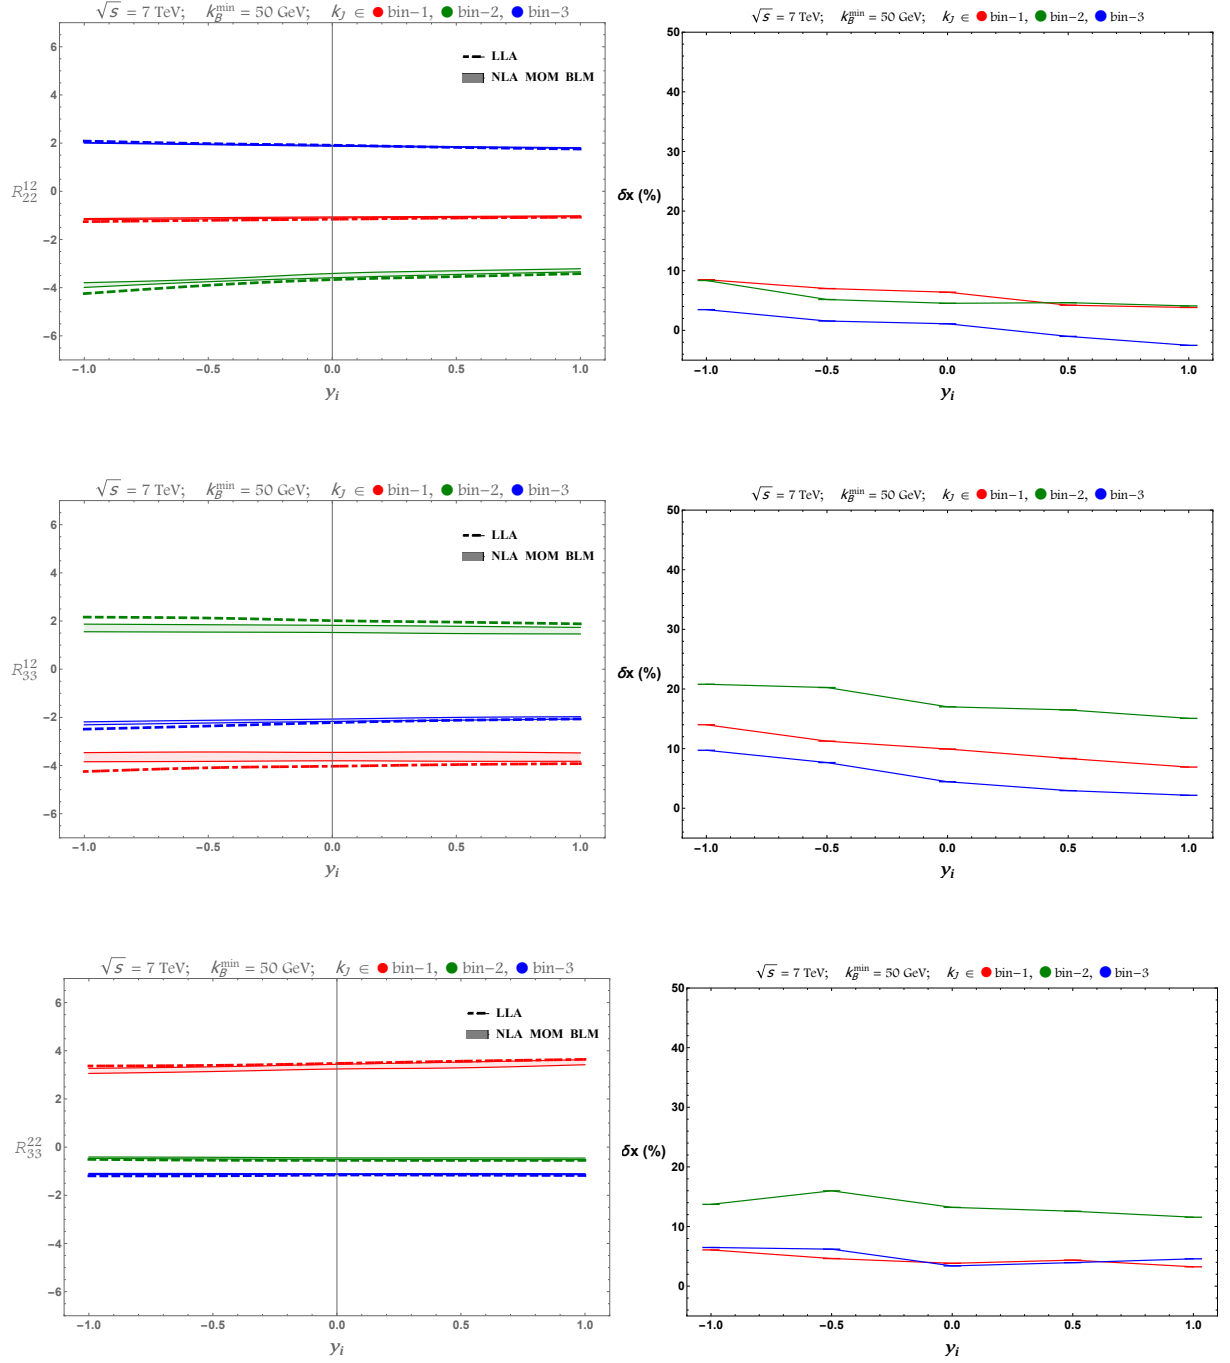 √s = 7 TeV; k_B^min = 50 GeV; k_J ∈ ● bin−1, ● bin−2, ● bin−3
LLA
NLA MOM BLM
R^12_22
6
4
2
0
−2
−4
−6
−1.0 −0.5 0.0 0.5 1.0
y_i
√s = 7 TeV; k_B^min = 50 GeV; k_J ∈ ● bin−1, ● bin−2, ● bin−3
δx (%)
50
40
30
20
10
0
−1.0 −0.5 0.0 0.5 1.0
y_i
√s = 7 TeV; k_B^min = 50 GeV; k_J ∈ ● bin−1, ● bin−2, ● bin−3
LLA
NLA MOM BLM
R^12_33
6
4
2
0
−2
−4
−6
−1.0 −0.5 0.0 0.5 1.0
y_i
√s = 7 TeV; k_B^min = 50 GeV; k_J ∈ ● bin−1, ● bin−2, ● bin−3
δx (%)
50
40
30
20
10
0
−1.0 −0.5 0.0 0.5 1.0
y_i
√s = 7 TeV; k_B^min = 50 GeV; k_J ∈ ● bin−1, ● bin−2, ● bin−3
LLA
NLA MOM BLM
R^22_33
6
4
2
0
−2
−4
−6
−1.0 −0.5 0.0 0.5 1.0
y_i
√s = 7 TeV; k_B^min = 50 GeV; k_J ∈ ● bin−1, ● bin−2, ● bin−3
δx (%)
50
40
30
20
10
0
−1.0 −0.5 0.0 0.5 1.0
y_i